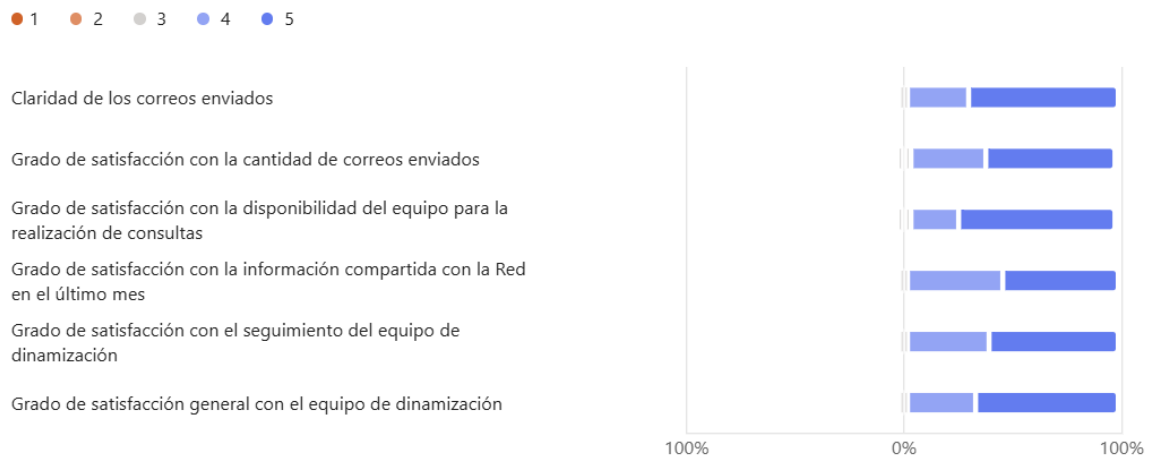 1 2 3 4 5
Claridad de los correos enviados
Grado de satisfacción con la cantidad de correos enviados
Grado de satisfacción con la disponibilidad del equipo para la
realización de consultas
Grado de satisfacción con la información compartida con la Red
en el último mes
Grado de satisfacción con el seguimiento del equipo de
dinamización
Grado de satisfacción general con el equipo de dinamización
100% 0% 100%